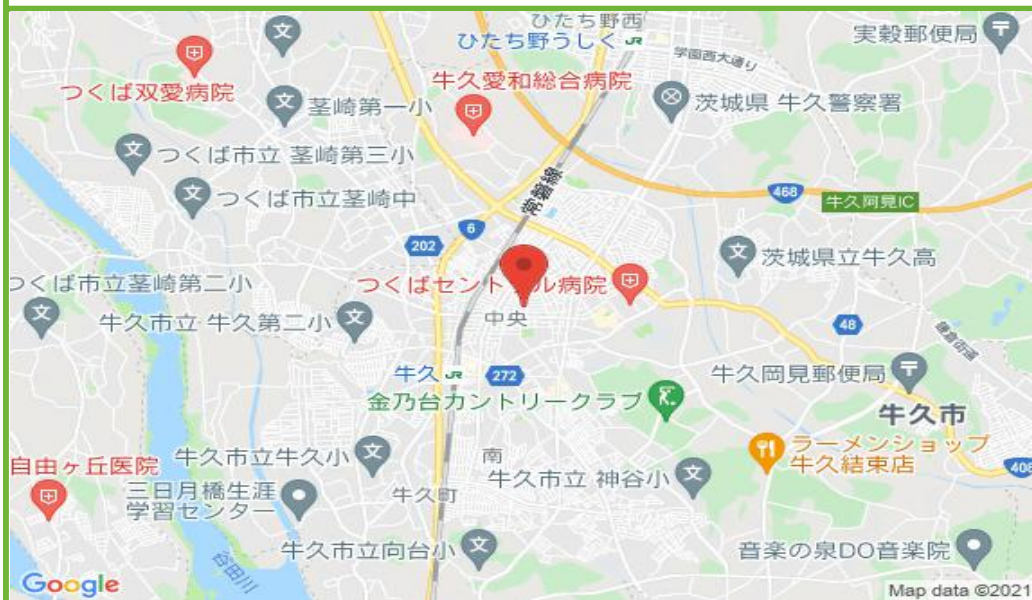 ひたち野西
ひたち野うしく JR
実穀郵便局
学園西大通り
つくば双愛病院
牛久愛和総合病院
茎崎第一小
茨城県 牛久警察署
つくば市立 茎崎第三小
常磐線
つくば市立茎崎中
468
牛久阿見IC
6
202
茨城県立牛久高
つくば市立茎崎第二小
つくばセントラル病院
牛久市立 牛久第二小
中央
48
鎌倉街道
牛久 JR
272
牛久岡見郵便局
金乃台カントリークラブ
牛久市
自由ヶ丘医院
牛久市立牛久小
南
ラーメンショップ
牛久結束店
408
三日月橋生涯
学習センター
牛久町
牛久市立 神谷小
牛久市立向台小
音楽の泉DO音楽院
谷田川
Google
Map data ©2021